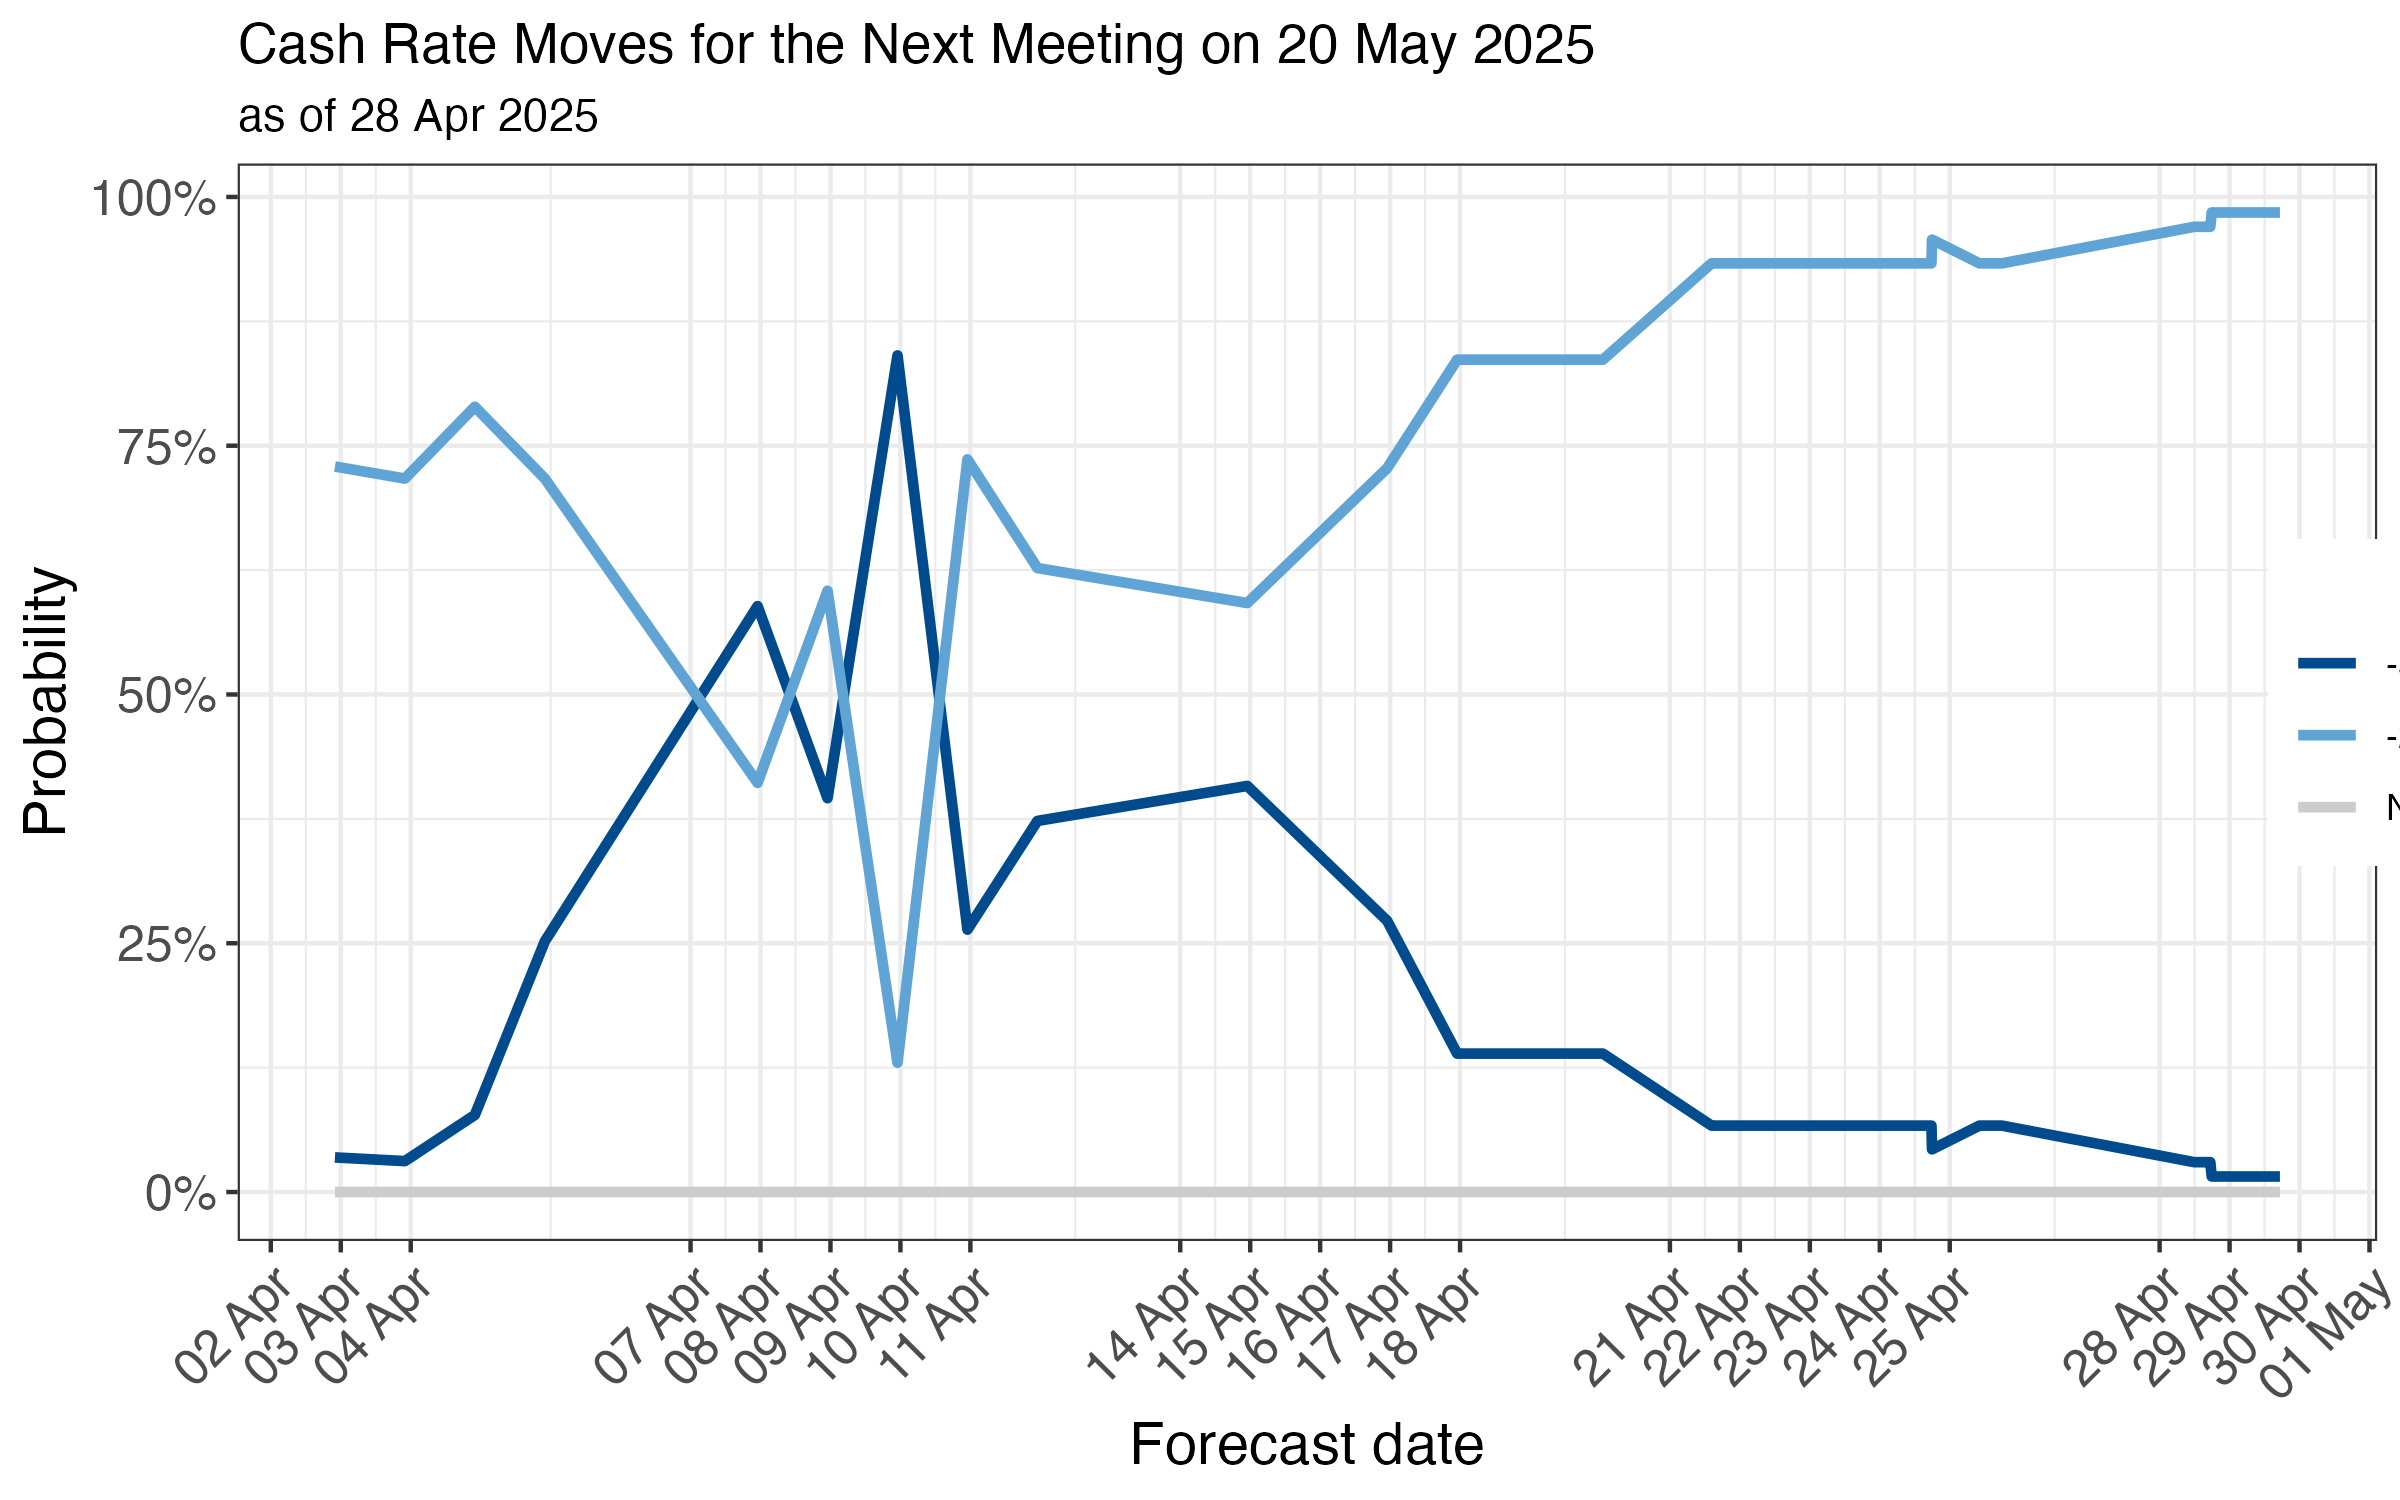 Cash Rate Moves for the Next Meeting on 20 May 2025
as of 28 Apr 2025
Probability
100%
75%
50%
25%
0%
02 Apr
03 Apr
04 Apr
07 Apr
08 Apr
09 Apr
10 Apr
11 Apr
14 Apr
15 Apr
16 Apr
17 Apr
18 Apr
21 Apr
22 Apr
23 Apr
24 Apr
25 Apr
28 Apr
29 Apr
30 Apr
01 May
Forecast date